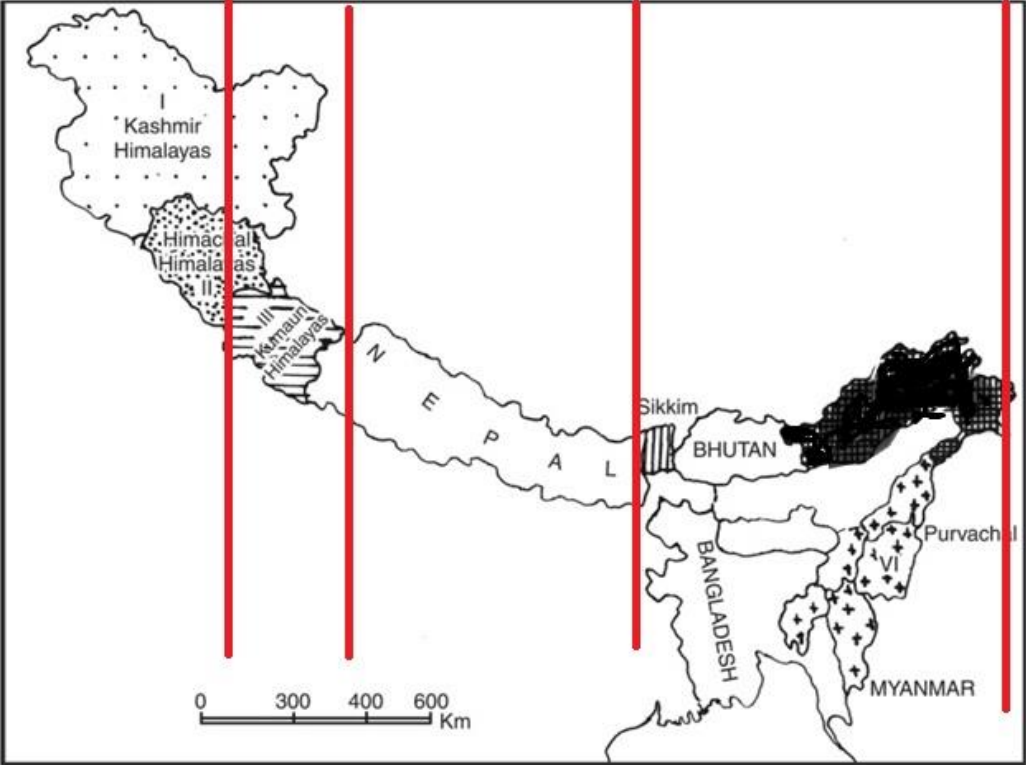 I
Kashmir
Himalayas
Himachal
Himalayas
II
III
Kumaun
Himalayas
NEPAL
Sikkim
BHUTAN
Purvachal
VI
BANGLADESH
MYANMAR
0 300 400 600
Km